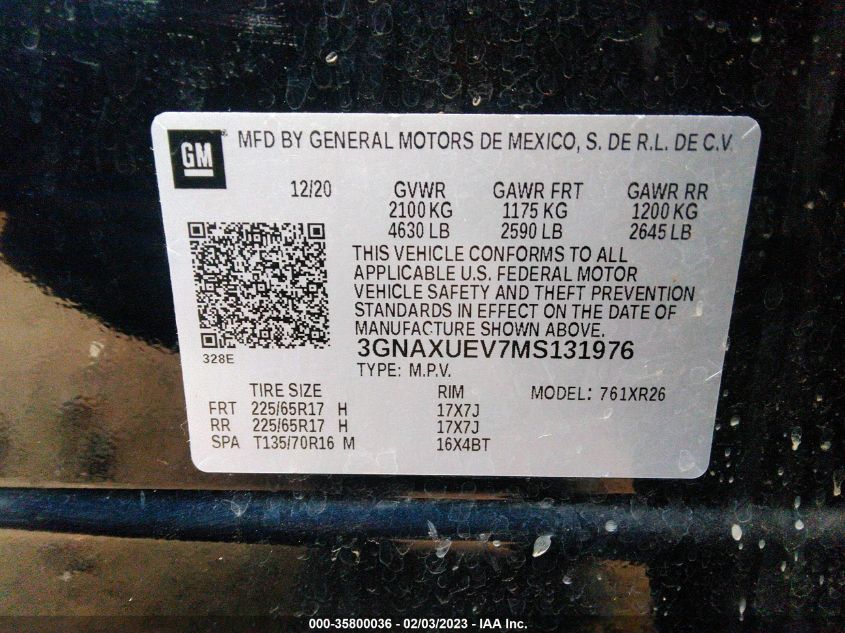 GM MFD BY GENERAL MOTORS DE MEXICO, S. DE R.L. DE C.V.
12/20 GVWR GAWR FRT GAWR RR
2100 KG 1175 KG 1200 KG
4630 LB 2590 LB 2645 LB
THIS VEHICLE CONFORMS TO ALL
APPLICABLE U.S. FEDERAL MOTOR
VEHICLE SAFETY AND THEFT PREVENTION
STANDARDS IN EFFECT ON THE DATE OF
MANUFACTURE SHOWN ABOVE.
328E 3GNAXUEV7MS131976
TYPE: M.P.V.
TIRE SIZE RIM MODEL: 761XR26
FRT 225/65R17 H 17X7J
RR 225/65R17 H 17X7J
SPA T135/70R16 M 16X4BT
000-35800036 - 02/03/2023 - IAA Inc.